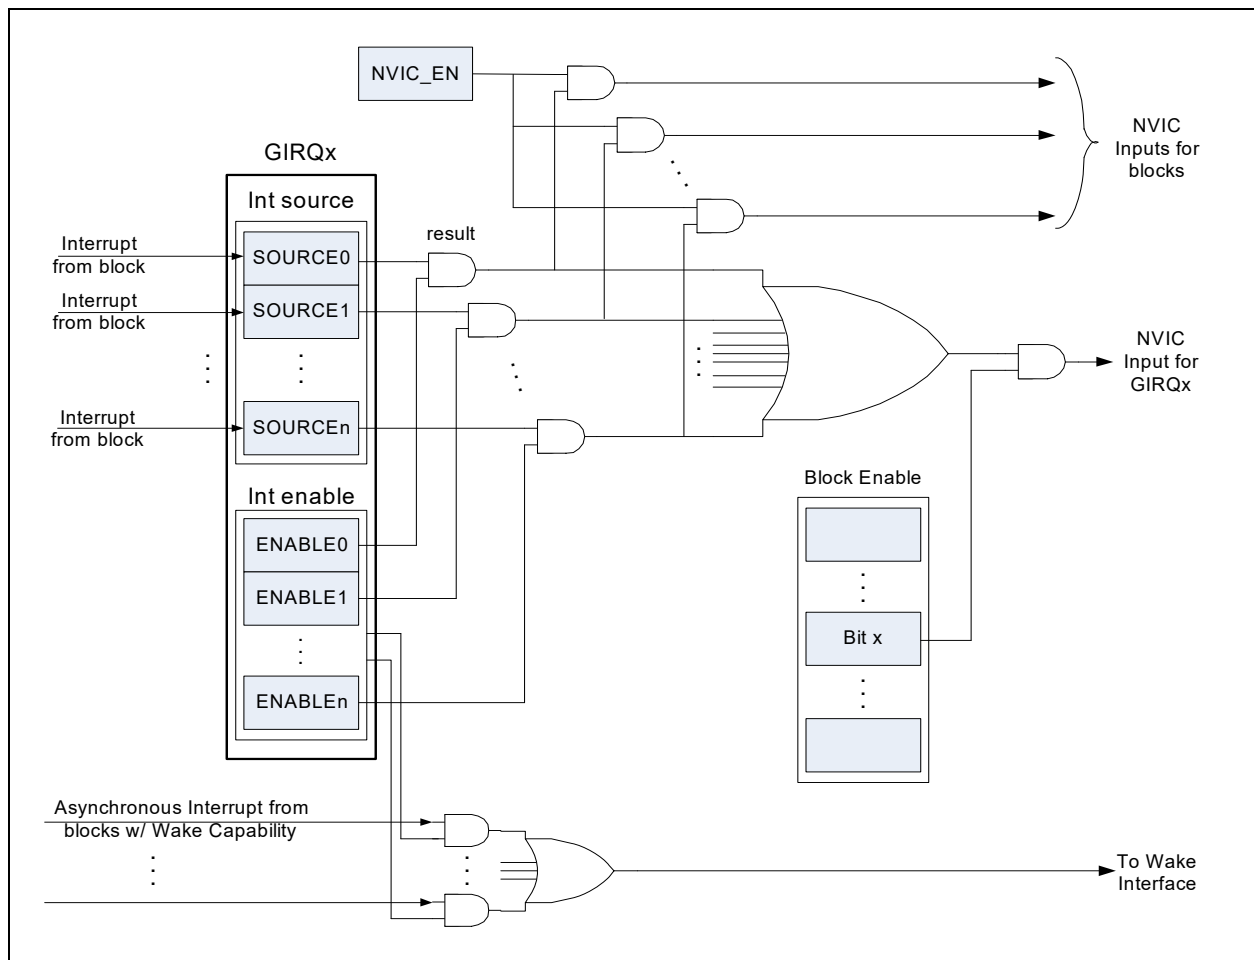 NVIC_EN
NVIC
Inputs for
blocks
GIRQx
Int source
result
Interrupt
from block
SOURCE0
Interrupt
from block
SOURCE1
NVIC
Input for
GIRQx
Interrupt
from block
SOURCEn
Block Enable
Int enable
ENABLE0
ENABLE1
Bit x
ENABLEn
Asynchronous Interrupt from
blocks w/ Wake Capability
To Wake
Interface